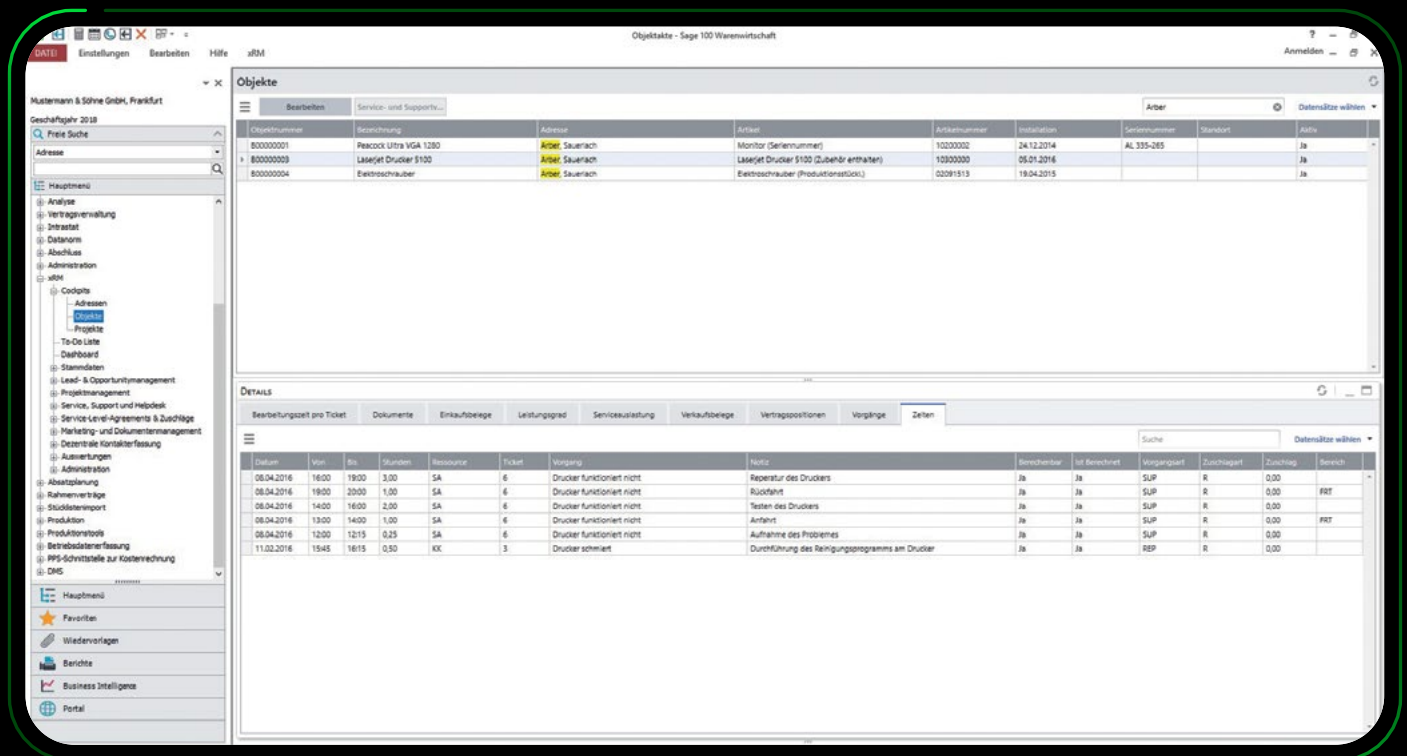 Objektakte - Sage 100 Warenwirtschaft
?
DATEI Einstellungen Bearbeiten Hilfe xRM
Anmelden
Mustermann & Söhne GmbH, Frankfurt
Geschäftsjahr 2018
Freie Suche
Adresse
Hauptmenü
Analyse
Vertragsverwaltung
Intrastat
Datanorm
Abschluss
Administration
xRM
Cockpits
Adressen
Objekte
Projekte
To-Do Liste
Dashboard
Stammdaten
Lead- & Opportunitymanagement
Projektmanagement
Service, Support und Helpdesk
Service-Level-Agreements & Zuschläge
Marketing- und Dokumentenmanagement
Dezentrale Kontakterfassung
Auswertungen
Administration
Absatzplanung
Rahmenverträge
Stücklistenimport
Produktion
Produktionstools
Betriebsdatenerfassung
PPS-Schnittstelle zur Kostenrechnung
DMS
Hauptmenü
Favoriten
Wiedervorlagen
Berichte
Business Intelligence
Portal
Objekte
Bearbeiten Service- und Supportv... Arber Datensätze wählen
Objektnummer Bezeichnung Adresse Artikel Artikelnummer Installation Seriennummer Standort Aktiv
B00000001 Peacock Ultra VGA 1280 Arber, Sauerlach Monitor (Seriennummer) 10200002 24.12.2014 AL 335-265 Ja
B00000003 Laserjet Drucker 5100 Arber, Sauerlach Laserjet Drucker 5100 (Zubehör enthalten) 10300000 05.01.2016 Ja
B00000004 Elektroschrauber Arber, Sauerlach Elektroschrauber (Produktionsstückl.) 02091513 19.04.2015 Ja
DETAILS
Bearbeitungszeit pro Ticket Dokumente Einkaufsbelege Leistungsgrad Serviceauslastung Verkaufsbelege Vertragspositionen Vorgänge Zeiten
Suche Datensätze wählen
Datum Von Bis Stunden Ressource Ticket Vorgang Notiz Berechenbar Ist Berechnet Vorgangsart Zuschlagart Zuschlag Bereich
08.04.2016 16:00 19:00 3,00 SA 6 Drucker funktioniert nicht Reperatur des Druckers Ja Ja SUP R 0,00
08.04.2016 19:00 20:00 1,00 SA 6 Drucker funktioniert nicht Rückfahrt Ja Ja SUP R 0,00 FRT
08.04.2016 14:00 16:00 2,00 SA 6 Drucker funktioniert nicht Testen des Druckers Ja Ja SUP R 0,00
08.04.2016 13:00 14:00 1,00 SA 6 Drucker funktioniert nicht Anfahrt Ja Ja SUP R 0,00 FRT
08.04.2016 12:00 12:15 0,25 SA 6 Drucker funktioniert nicht Aufnahme des Problemes Ja Ja SUP R 0,00
11.02.2016 15:45 16:15 0,50 KK 3 Drucker schmiert Durchführung des Reinigungsprogramms am Drucker Ja Ja REP R 0,00